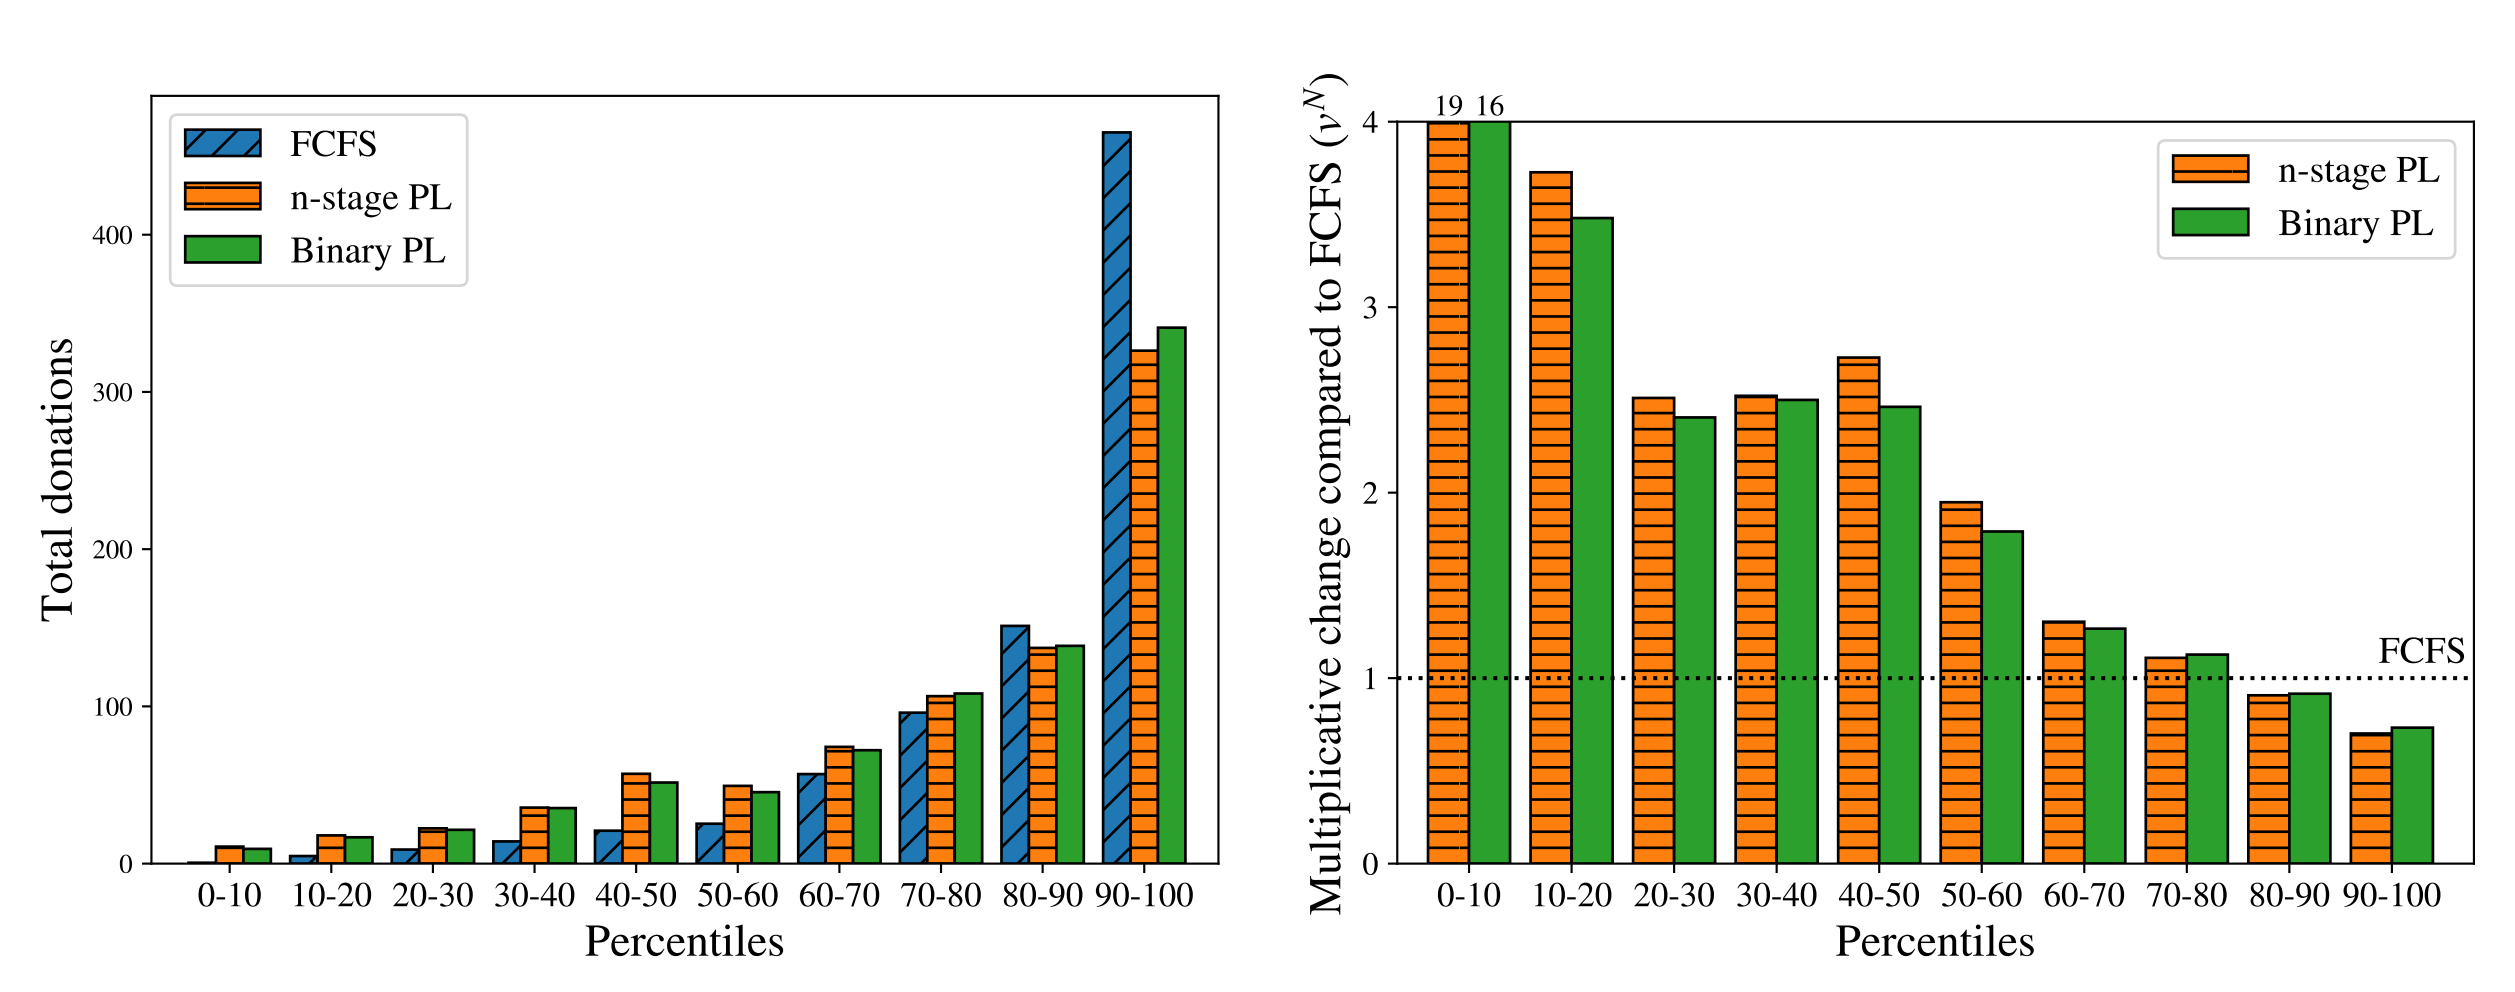 Total donations
400
300
200
100
0
FCFS
n-stage PL
Binary PL
0-10 10-20 20-30 30-40 40-50 50-60 60-70 70-80 80-90 90-100
Percentiles
Multiplicative change compared to FCFS (v^W)
19 16
4
3
2
1
0
n-stage PL
Binary PL
FCFS
0-10 10-20 20-30 30-40 40-50 50-60 60-70 70-80 80-90 90-100
Percentiles